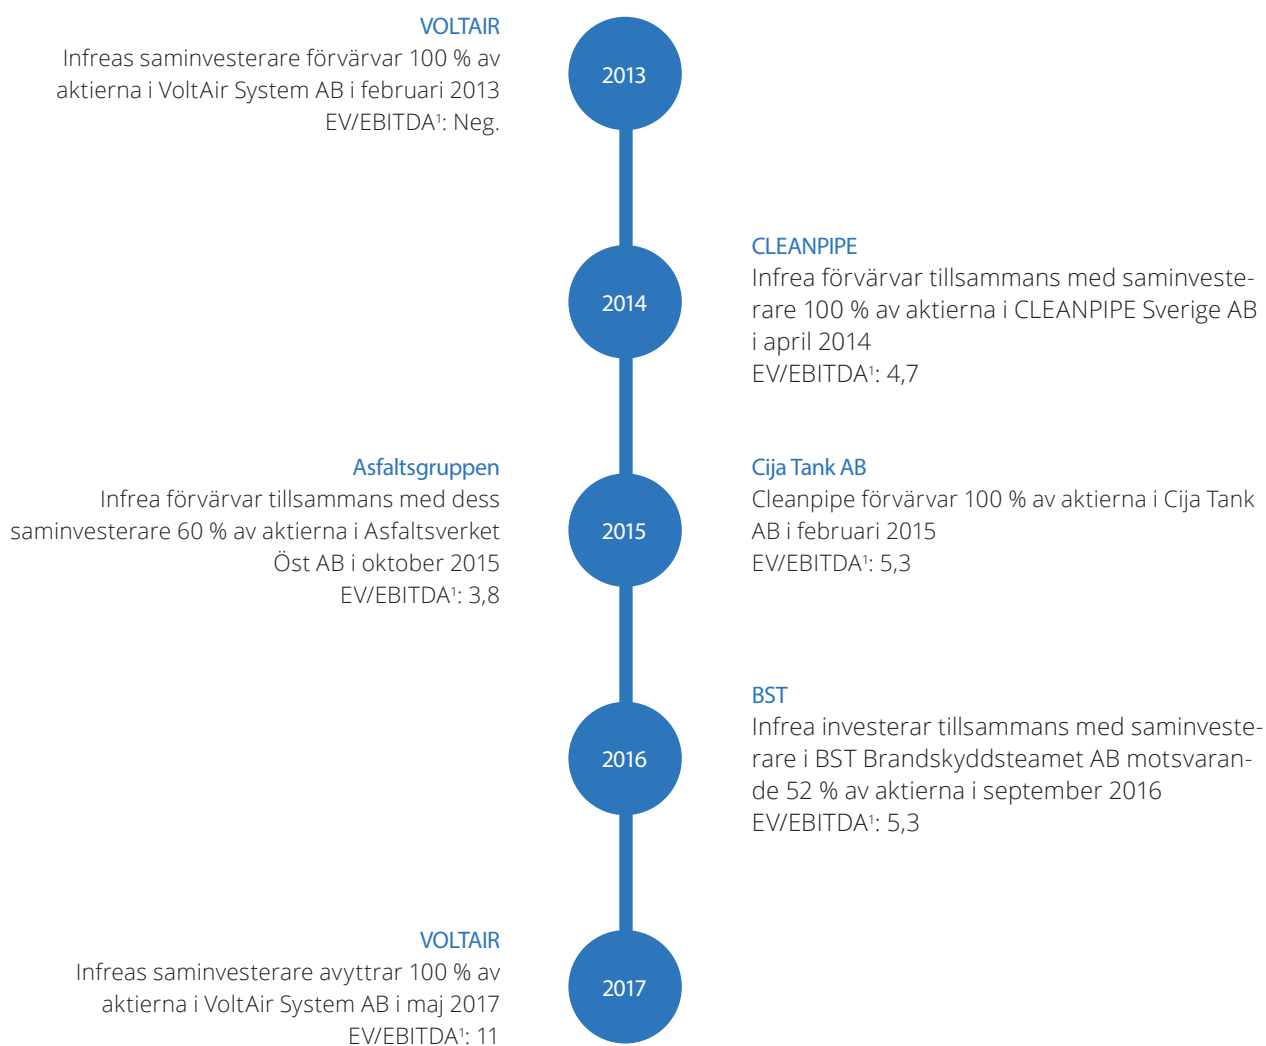 VOLTAIR
Infreas saminvesterare förvärvar 100 % av
aktierna i VoltAir System AB i februari 2013
EV/EBITDA¹: Neg.
2013
2014
CLEANPIPE
Infrea förvärvar tillsammans med saminveste-
rare 100 % av aktierna i CLEANPIPE Sverige AB
i april 2014
EV/EBITDA¹: 4,7
Asfaltsgruppen
Infrea förvärvar tillsammans med dess
saminvesterare 60 % av aktierna i Asfaltsverket
Öst AB i oktober 2015
EV/EBITDA¹: 3,8
2015
Cija Tank AB
Cleanpipe förvärvar 100 % av aktierna i Cija Tank
AB i februari 2015
EV/EBITDA¹: 5,3
2016
BST
Infrea investerar tillsammans med saminveste-
rare i BST Brandskyddsteamet AB motsvaran-
de 52 % av aktierna i september 2016
EV/EBITDA¹: 5,3
VOLTAIR
Infreas saminvesterare avyttrar 100 % av
aktierna i VoltAir System AB i maj 2017
EV/EBITDA¹: 11
2017